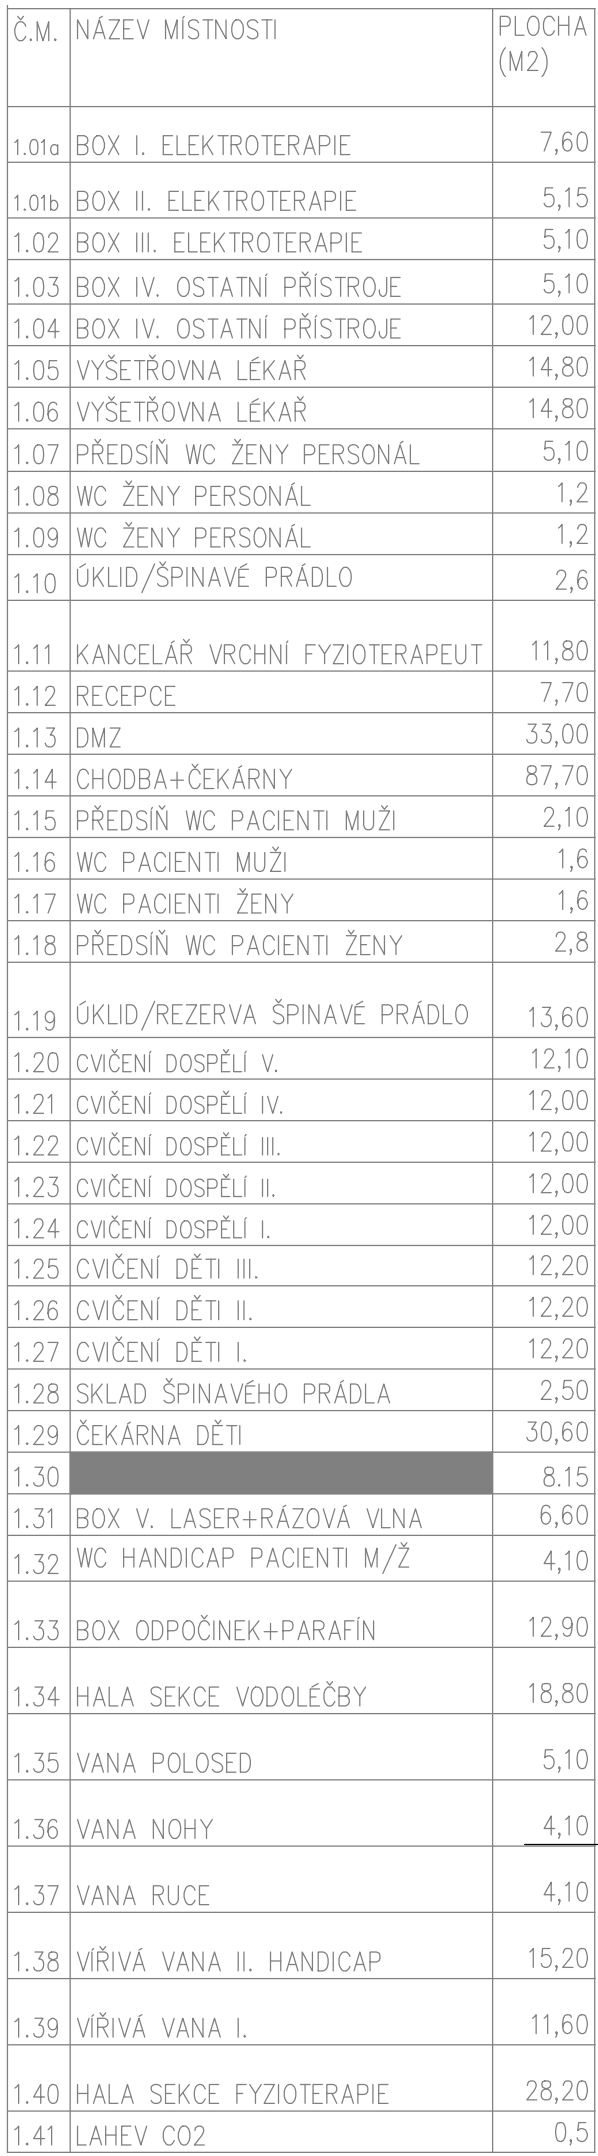 Č.M. NÁZEV MÍSTNOSTI PLOCHA
(M2)
1.01a BOX I. ELEKTROTERAPIE 7,60
1.01b BOX II. ELEKTROTERAPIE 5,15
1.02 BOX III. ELEKTROTERAPIE 5,10
1.03 BOX IV. OSTATNÍ PŘÍSTROJE 5,10
1.04 BOX IV. OSTATNÍ PŘÍSTROJE 12,00
1.05 VYŠETŘOVNA LÉKAŘ 14,80
1.06 VYŠETŘOVNA LÉKAŘ 14,80
1.07 PŘEDSÍŇ WC ŽENY PERSONÁL 5,10
1.08 WC ŽENY PERSONÁL 1,2
1.09 WC ŽENY PERSONÁL 1,2
1.10 ÚKLID/ŠPINAVÉ PRÁDLO 2,6
1.11 KANCELÁŘ VRCHNÍ FYZIOTERAPEUT 11,80
1.12 RECEPCE 7,70
1.13 DMZ 33,00
1.14 CHODBA+ČEKÁRNY 87,70
1.15 PŘEDSÍŇ WC PACIENTI MUŽI 2,10
1.16 WC PACIENTI MUŽI 1,6
1.17 WC PACIENTI ŽENY 1,6
1.18 PŘEDSÍŇ WC PACIENTI ŽENY 2,8
1.19 ÚKLID/REZERVA ŠPINAVÉ PRÁDLO 13,60
1.20 CVIČENÍ DOSPĚLÍ V. 12,10
1.21 CVIČENÍ DOSPĚLÍ IV. 12,00
1.22 CVIČENÍ DOSPĚLÍ III. 12,00
1.23 CVIČENÍ DOSPĚLÍ II. 12,00
1.24 CVIČENÍ DOSPĚLÍ I. 12,00
1.25 CVIČENÍ DĚTI III. 12,20
1.26 CVIČENÍ DĚTI II. 12,20
1.27 CVIČENÍ DĚTI I. 12,20
1.28 SKLAD ŠPINAVÉHO PRÁDLA 2,50
1.29 ČEKÁRNA DĚTI 30,60
1.30 8.15
1.31 BOX V. LASER+RÁZOVÁ VLNA 6,60
1.32 WC HANDICAP PACIENTI M/Ž 4,10
1.33 BOX ODPOČINEK+PARAFÍN 12,90
1.34 HALA SEKCE VODOLÉČBY 18,80
1.35 VANA POLOSED 5,10
1.36 VANA NOHY 4,10
1.37 VANA RUCE 4,10
1.38 VÍŘIVÁ VANA II. HANDICAP 15,20
1.39 VÍŘIVÁ VANA I. 11,60
1.40 HALA SEKCE FYZIOTERAPIE 28,20
1.41 LAHEV CO2 0,5